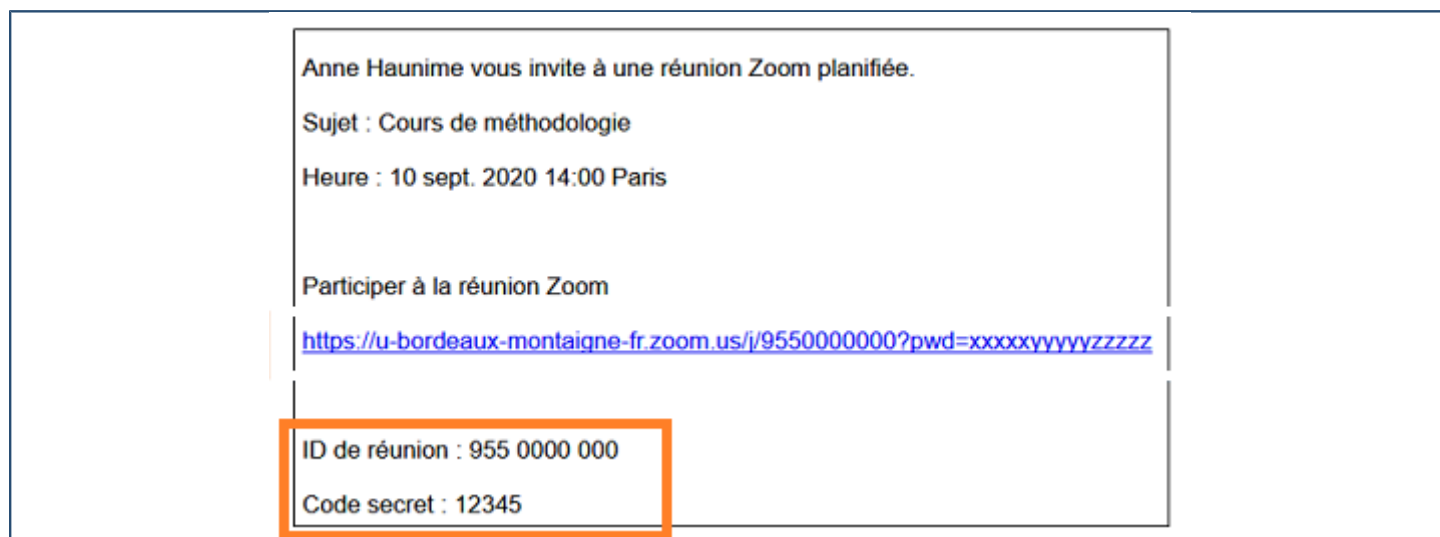 Anne Haunime vous invite à une réunion Zoom planifiée.
Sujet : Cours de méthodologie
Heure : 10 sept. 2020 14:00 Paris
Participer à la réunion Zoom
https://u-bordeaux-montaigne-fr.zoom.us/j/9550000000?pwd=xxxxxyyyyyzzzzz
ID de réunion : 955 0000 000
Code secret : 12345